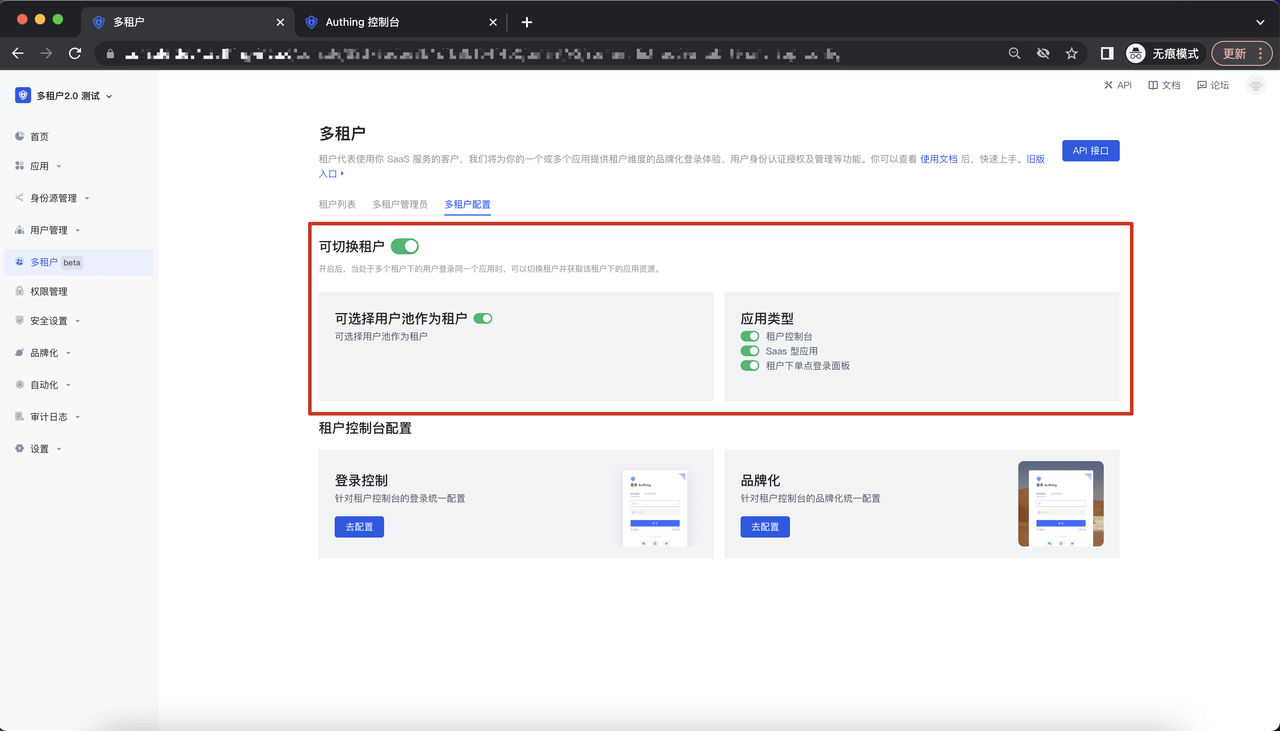 多租户
Authing 控制台
无痕模式
更新
多租户2.0 测试
API
文档
论坛
首页
应用
身份源管理
用户管理
多租户 beta
权限管理
安全设置
品牌化
自动化
审计日志
设置
多租户
租户代表使用你 SaaS 服务的客户，我们将为你的一个或多个应用提供租户维度的品牌化登录体验、用户身份认证授权及管理等功能。你可以查看 使用文档 后，快速上手。旧版
入口
API 接口
租户列表
多租户管理员
多租户配置
可切换租户
开启后，当处于多个租户下的用户登录同一个应用时，可以切换租户并获取该租户下的应用资源。
可选择用户池作为租户
可选择用户池作为租户
应用类型
租户控制台
Saas 型应用
租户下单点登录面板
租户控制台配置
登录控制
针对租户控制台的登录统一配置
去配置
登录 Authing
品牌化
针对租户控制台的品牌化统一配置
去配置
登录 Authing